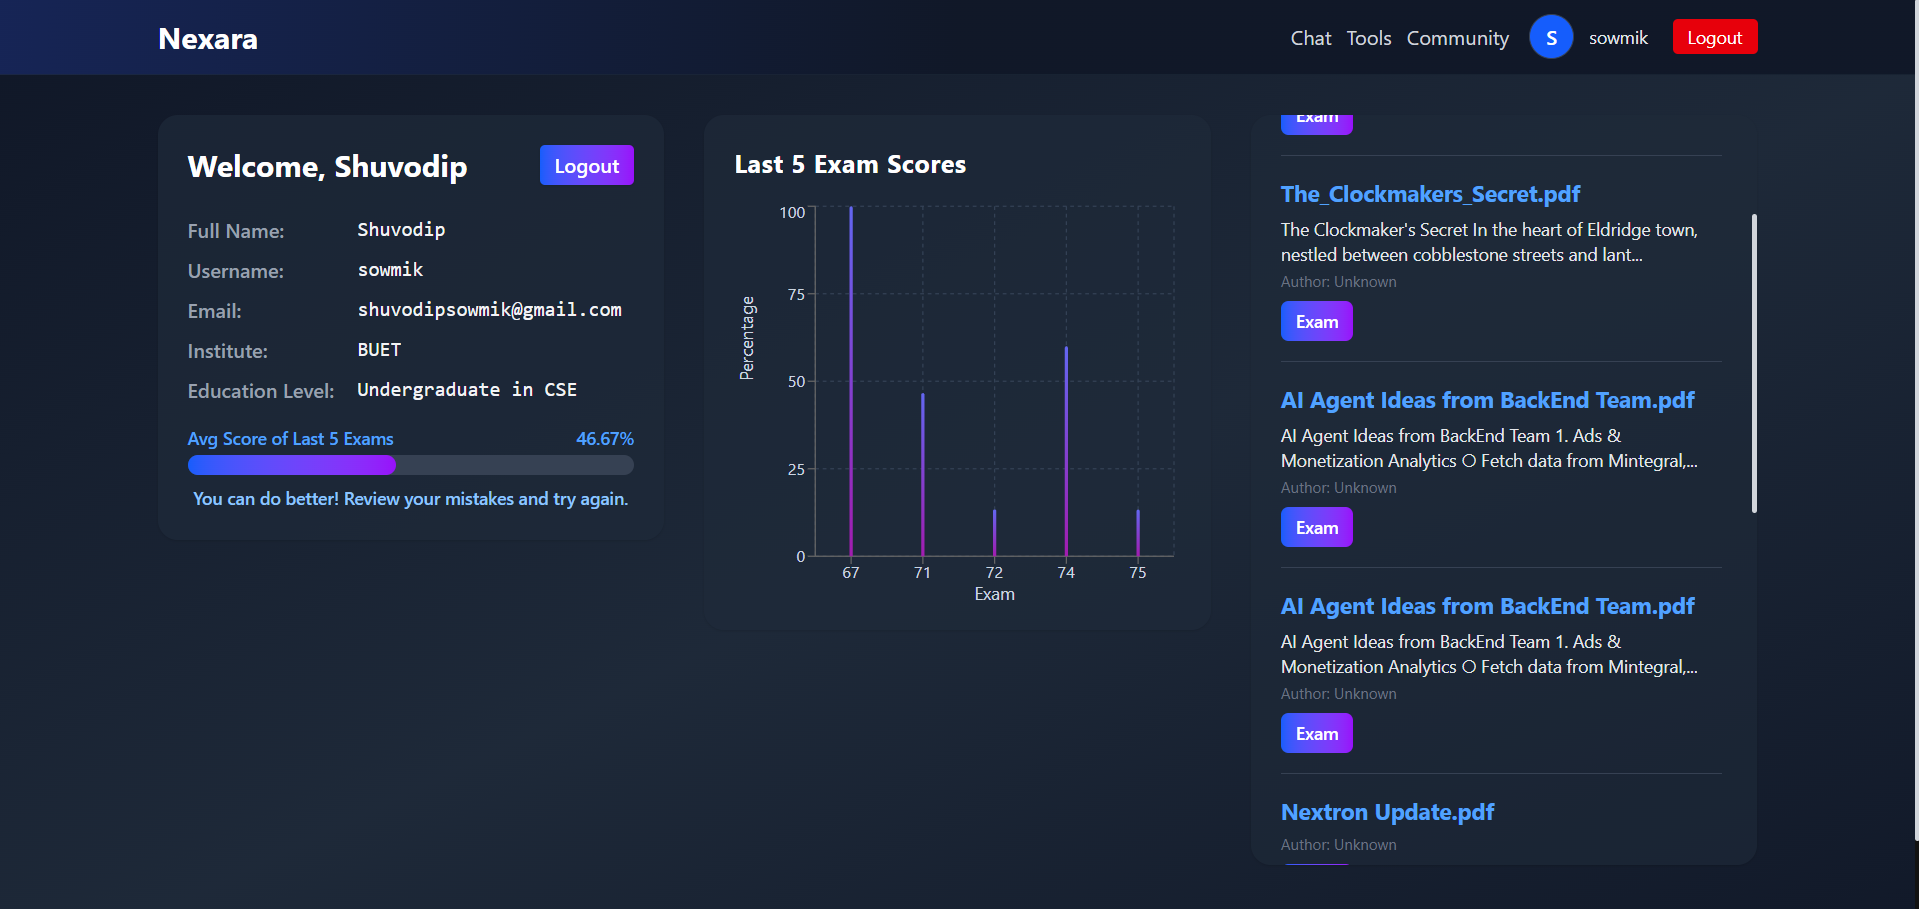 Nexara
Chat Tools Community S sowmik Logout
Welcome, Shuvodip Logout
Full Name: Shuvodip
Username: sowmik
Email: shuvodipsowmik@gmail.com
Institute: BUET
Education Level: Undergraduate in CSE
Avg Score of Last 5 Exams 46.67%
You can do better! Review your mistakes and try again.
Last 5 Exam Scores
Percentage
100
75
50
25
0
67 71 72 74 75
Exam
Exam
The_Clockmakers_Secret.pdf
The Clockmaker's Secret In the heart of Eldridge town,
nestled between cobblestone streets and lant...
Author: Unknown
Exam
AI Agent Ideas from BackEnd Team.pdf
AI Agent Ideas from BackEnd Team 1. Ads &
Monetization Analytics ○ Fetch data from Mintegral,...
Author: Unknown
Exam
AI Agent Ideas from BackEnd Team.pdf
AI Agent Ideas from BackEnd Team 1. Ads &
Monetization Analytics ○ Fetch data from Mintegral,...
Author: Unknown
Exam
Nextron Update.pdf
Author: Unknown